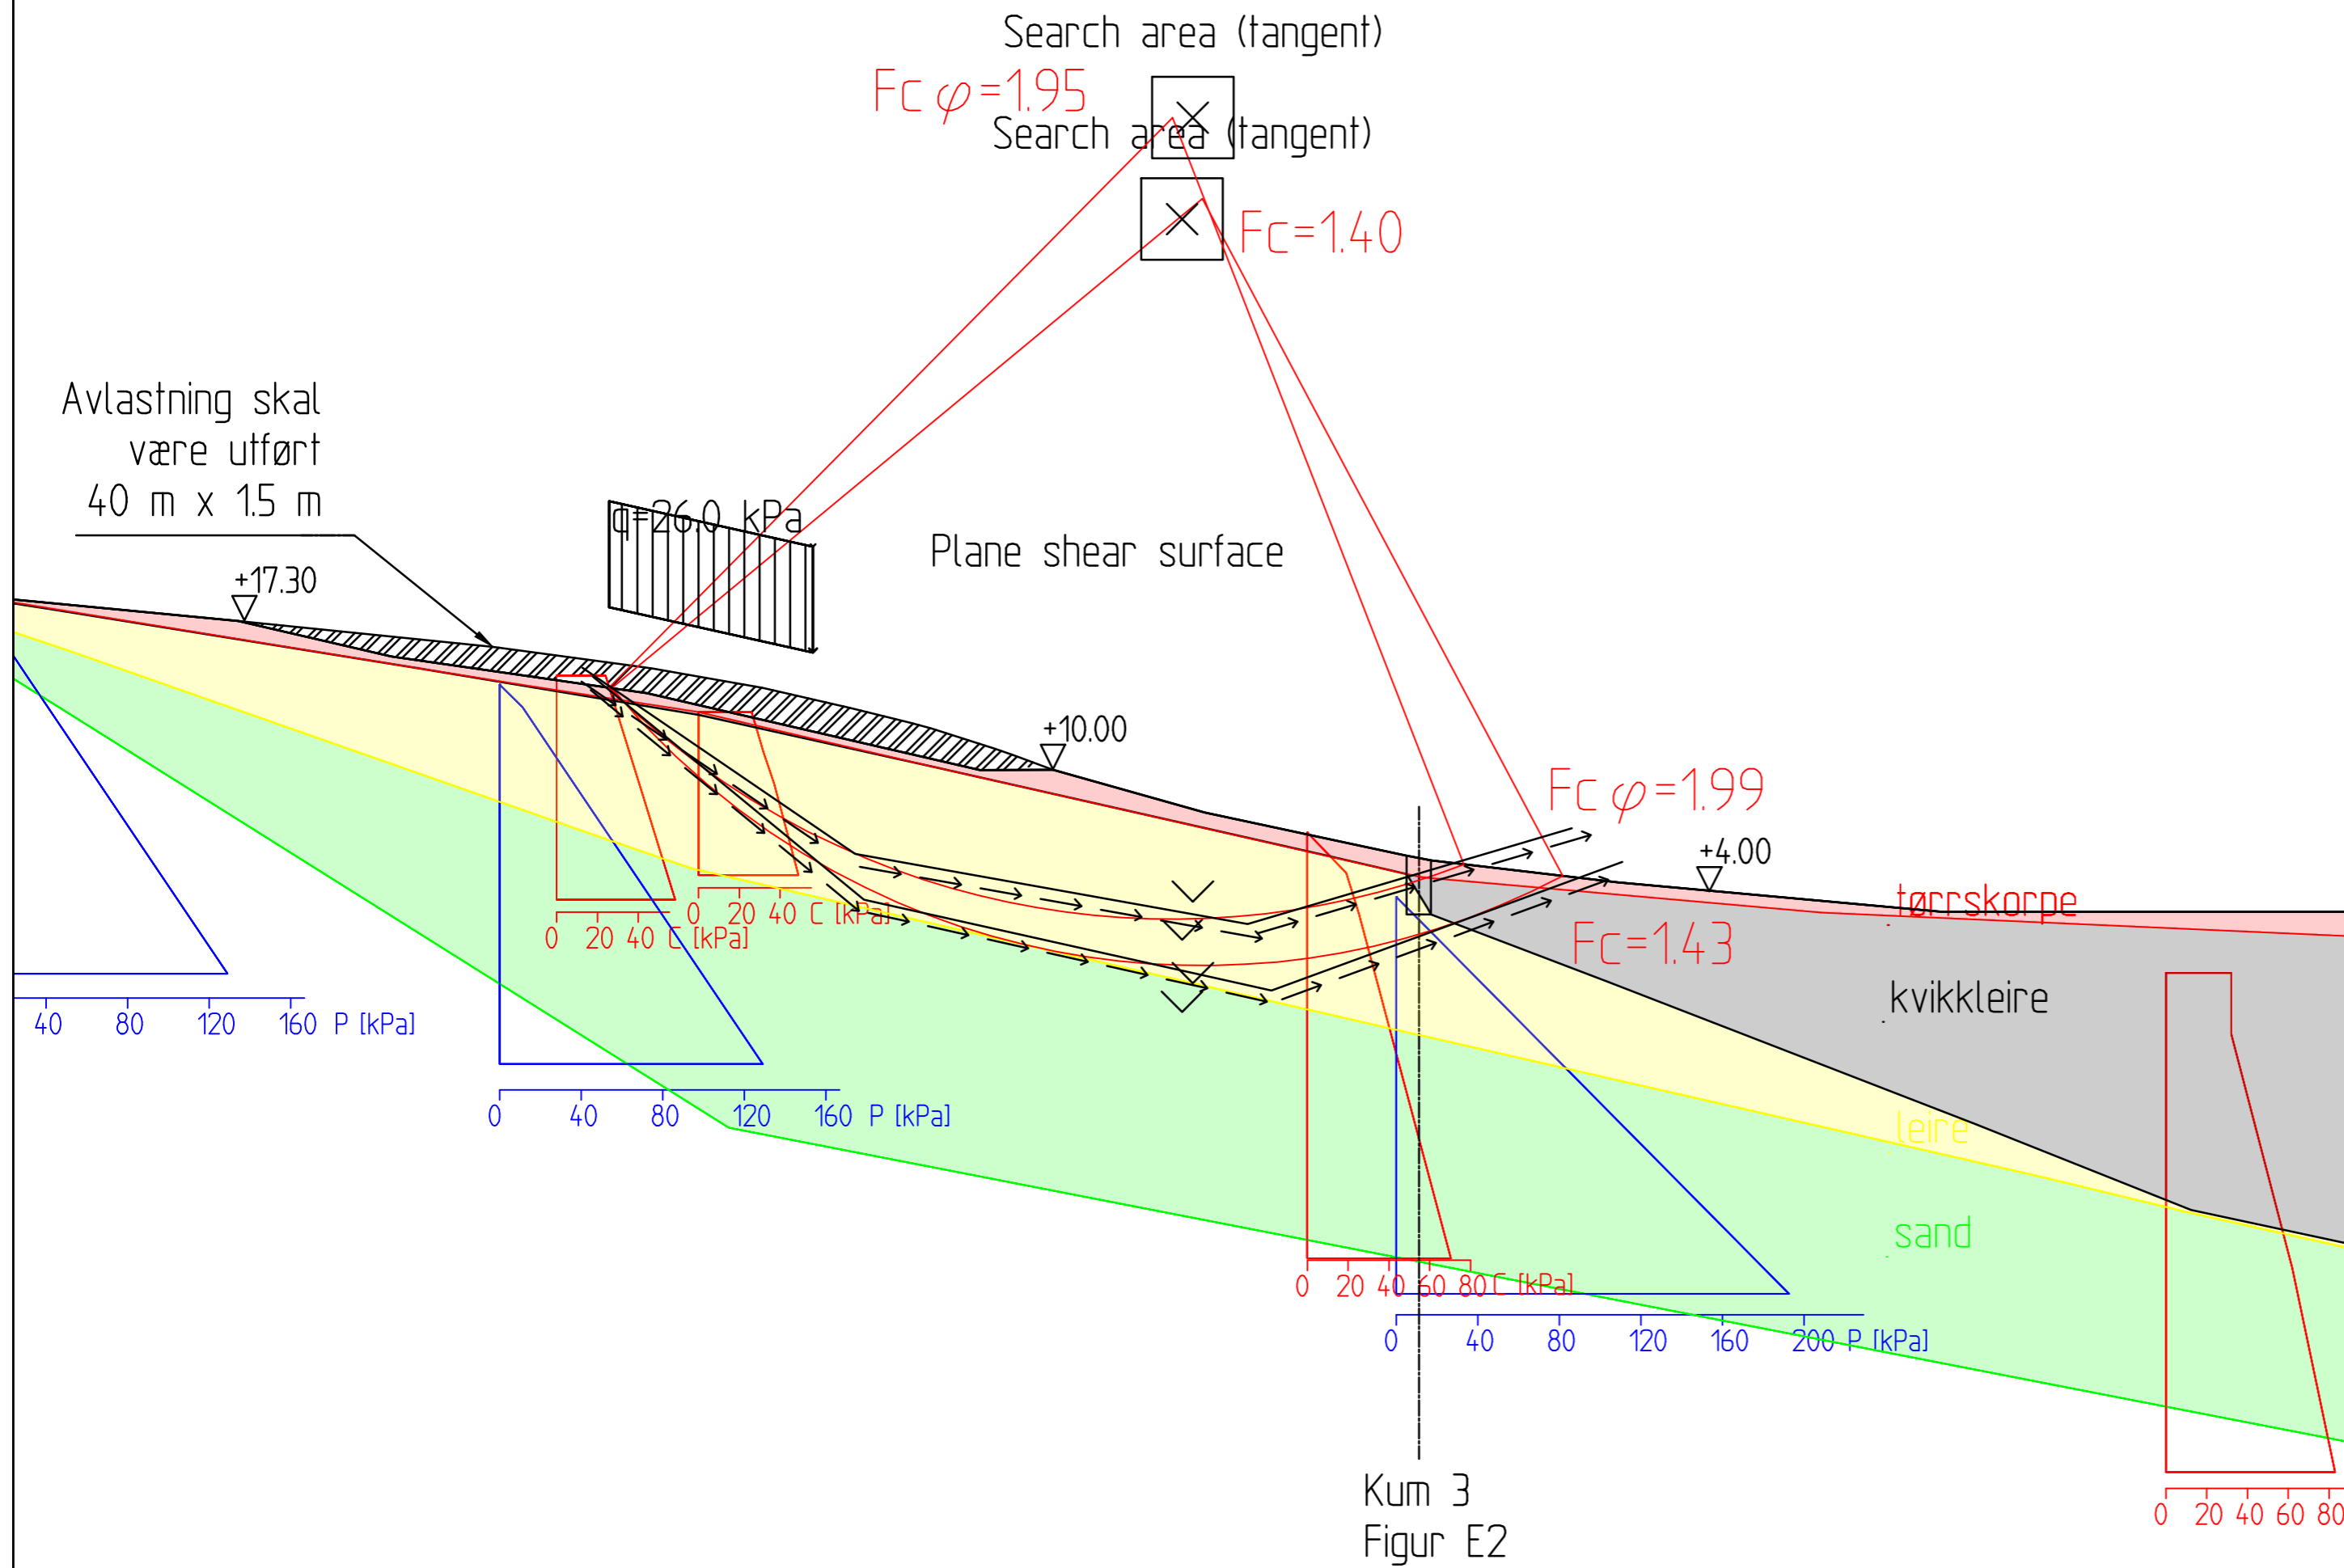 Search area (tangent)
Fcφ=1.95
Search area (tangent)
Fc=1.40
Avlastning skal
være utført
40 m x 1.5 m
q=26.0 kPa
Plane shear surface
+17.30
+10.00
Fcφ=1.99
+4.00
tørrskorpe
Fc=1.43
kvikkleire
0 20 40 C [kPa]
0 20 40 C [kPa]
40 80 120 160 P [kPa]
0 40 80 120 160 P [kPa]
leire
sand
0 20 40 60 80 C [kPa]
0 40 80 120 160 200 P [kPa]
Kum 3
Figur E2
0 20 40 60 80